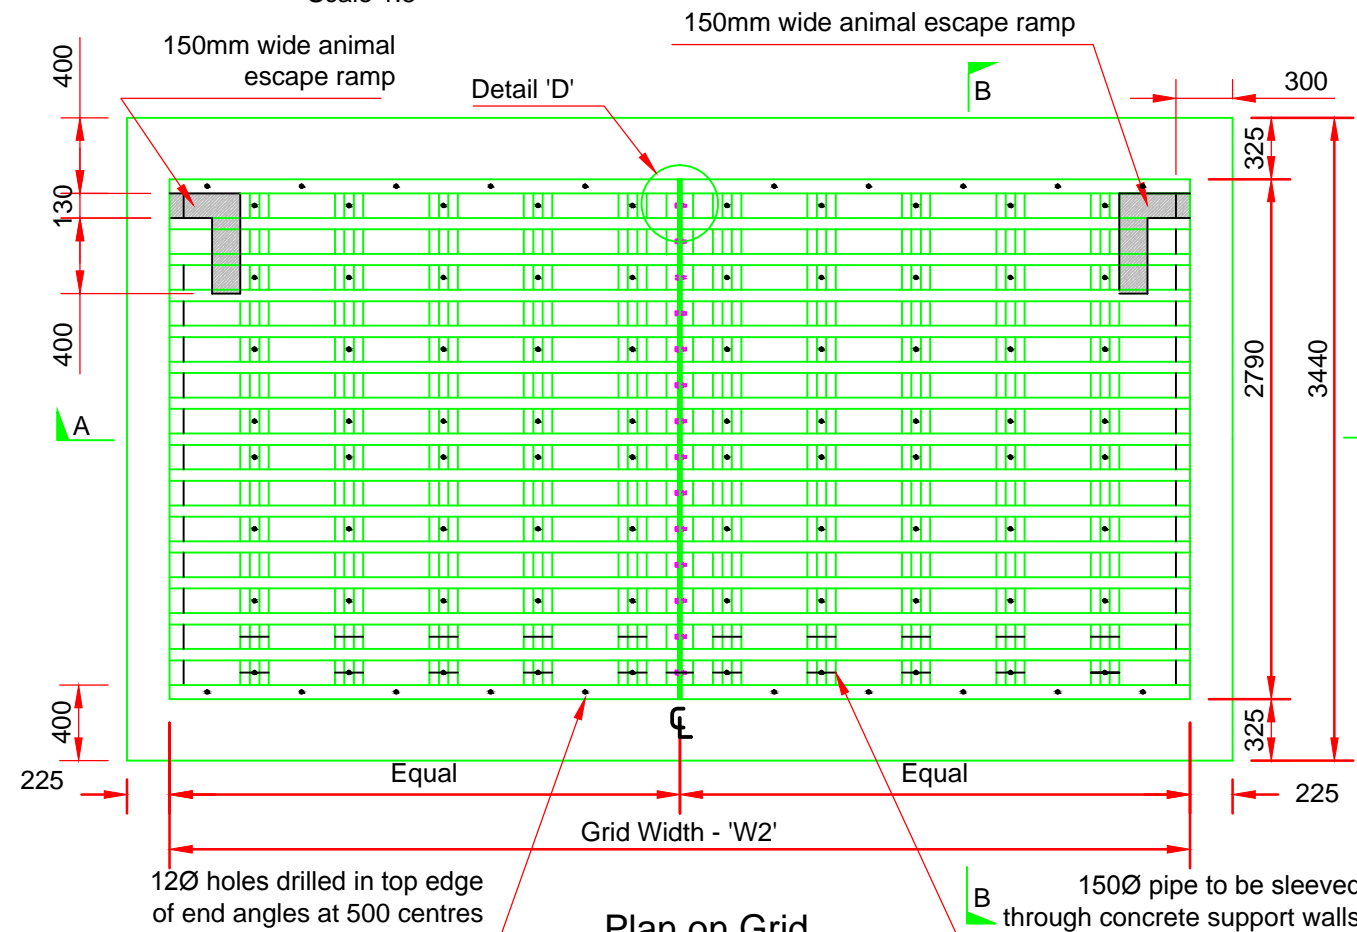 150mm wide animal
escape ramp
150mm wide animal escape ramp
Detail 'D'
B
400
300
325
130
400
A
2790
3440
400
325
225
Equal
Equal
225
Grid Width - 'W2'
12Ø holes drilled in top edge
of end angles at 500 centres
B
150Ø pipe to be sleeved
through concrete support walls
Plan on Grid